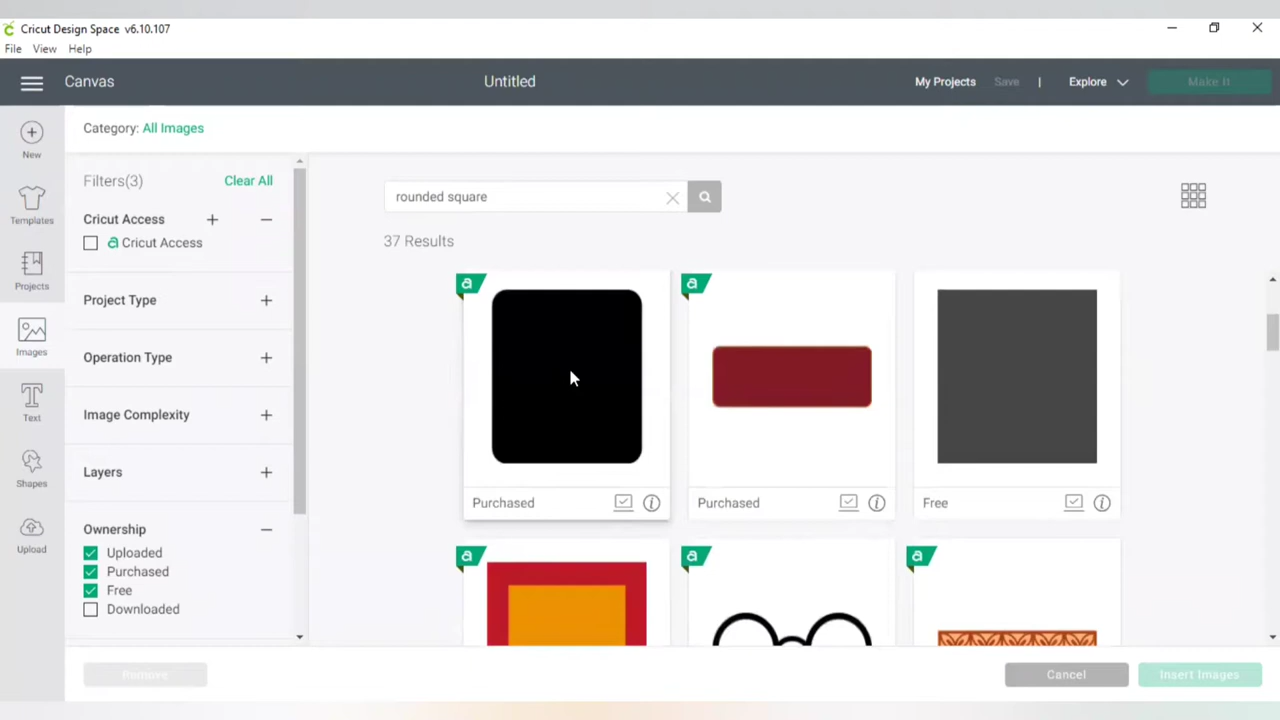 Cricut Design Space v6.10.107
File View Help
Canvas
Untitled
My Projects Save | Explore Make It
New
Templates
Projects
Images
Text
Shapes
Upload
Category: All Images
Filters(3) Clear All
Cricut Access
a Cricut Access
Project Type
Operation Type
Image Complexity
Layers
Ownership
Uploaded
Purchased
Free
Downloaded
rounded square
37 Results
a
a
Purchased
Purchased
Free
a
a
a
Remove
Cancel
Insert Images